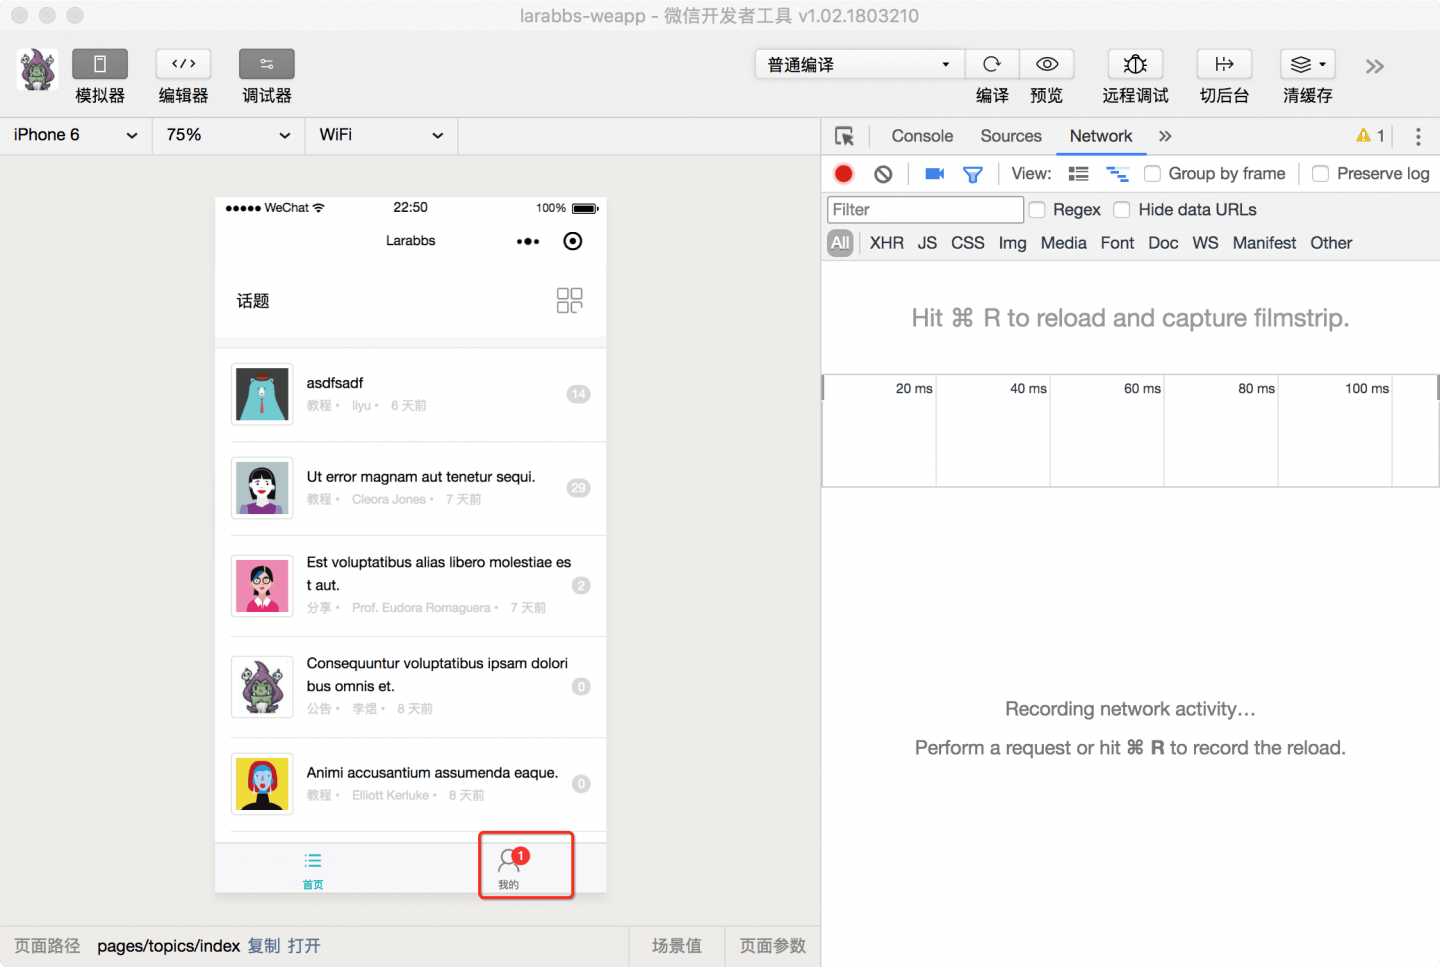 larabbs-weapp - 微信开发者工具 v1.02.1803210
模拟器 编辑器 调试器
普通编译
编译 预览 远程调试 切后台 清缓存
iPhone 6 75% WiFi
Console Sources Network 1
View: Group by frame Preserve log
Filter Regex Hide data URLs
All XHR JS CSS Img Media Font Doc WS Manifest Other
Hit ⌘ R to reload and capture filmstrip.
20 ms 40 ms 60 ms 80 ms 100 ms
Recording network activity…
Perform a request or hit ⌘ R to record the reload.
●●●●● WeChat 22:50 100%
Larabbs
话题
asdfsadf
教程 • liyu • 6 天前
14
Ut error magnam aut tenetur sequi.
教程 • Cleora Jones • 7 天前
29
Est voluptatibus alias libero molestiae es
t aut.
分享 • Prof. Eudora Romaguera • 7 天前
2
Consequuntur voluptatibus ipsam dolori
bus omnis et.
公告 • 李煜 • 8 天前
0
Animi accusantium assumenda eaque.
教程 • Elliott Kerluke • 8 天前
0
1
首页 我的
页面路径 pages/topics/index 复制 打开 场景值 页面参数